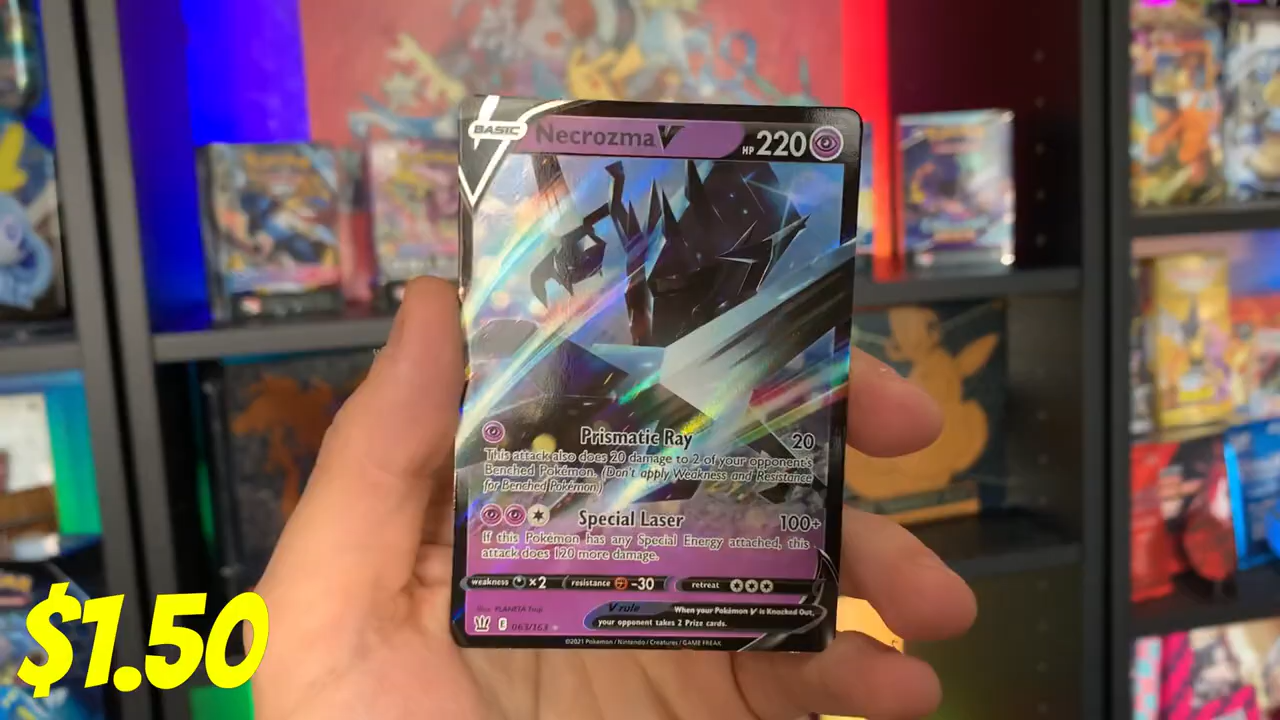 BASIC
Necrozma V
HP 220
Prismatic Ray 20
This attack also does 20 damage to 2 of your opponent's
Benched Pokémon. (Don't apply Weakness and Resistance
for Benched Pokémon.)
Special Laser 100+
If this Pokémon has any Special Energy attached, this
attack does 120 more damage.
weakness ×2 resistance -30 retreat
Illus. PLANETA Tsuji
V rule When your Pokémon V is Knocked Out,
your opponent takes 2 Prize cards.
E 063/163
©2021 Pokémon / Nintendo / Creatures / GAME FREAK
$1.50